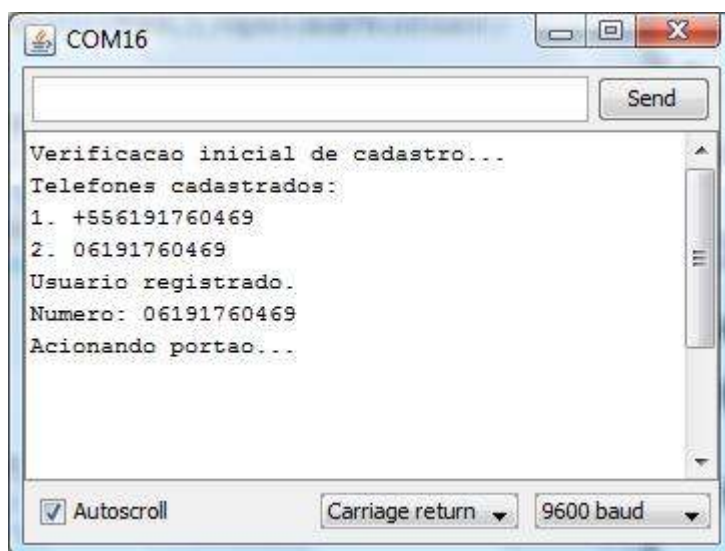 COM16
Send
Verificacao inicial de cadastro...
Telefones cadastrados:
1. +556191760469
2. 06191760469
Usuario registrado.
Numero: 06191760469
Acionando portao...
Autoscroll
Carriage return
9600 baud